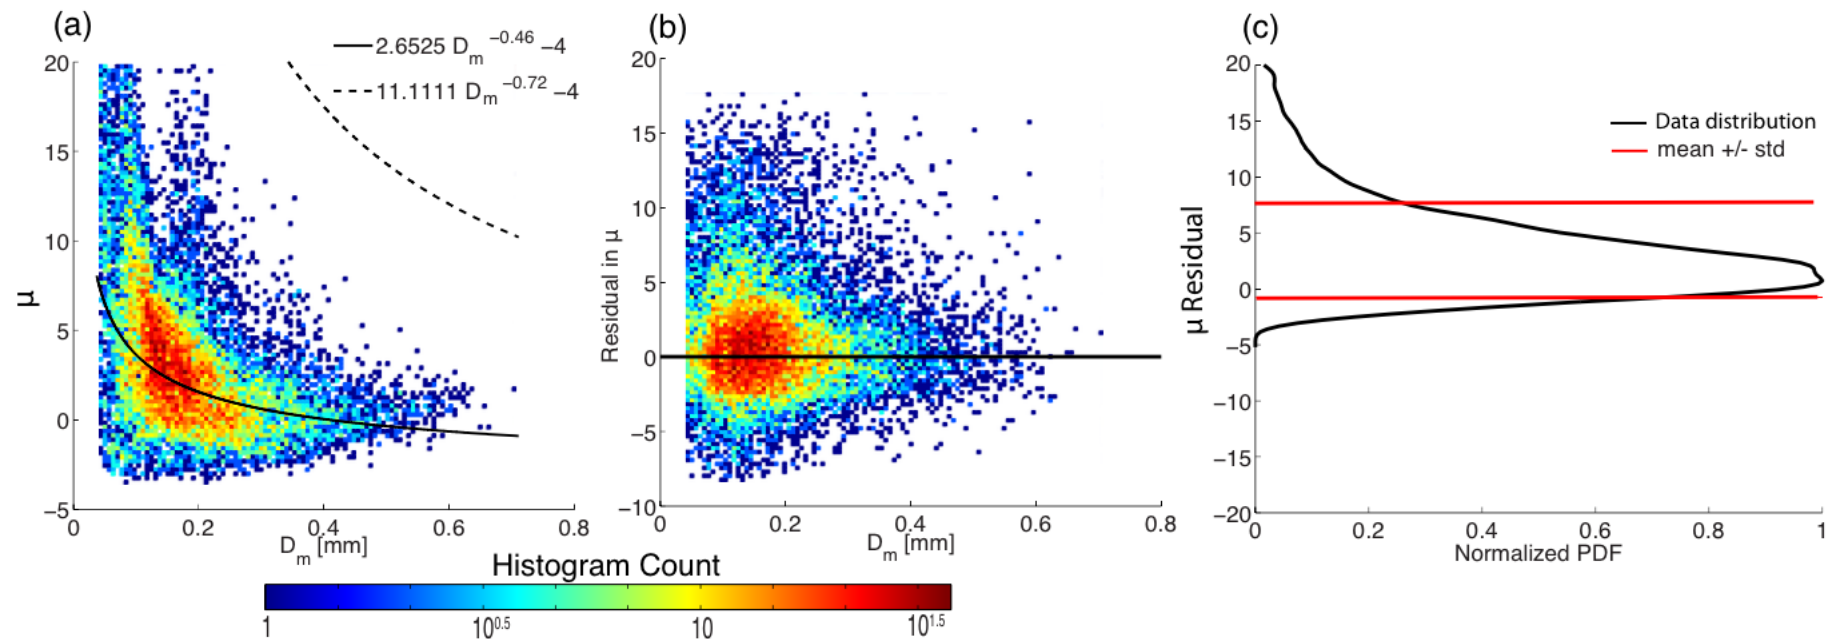 (a)
2.6525 D_m^−0.46 −4
11.1111 D_m^−0.72 −4
20
15
10
5
0
−5
μ
0 0.2 0.4 0.6 0.8
D_m [mm]
(b)
20
15
10
5
0
−5
−10
Residual in μ
0 0.2 0.4 0.6 0.8
D_m [mm]
(c)
Data distribution
mean +/- std
20
15
10
5
0
−5
−10
−15
−20
μ Residual
0 0.2 0.4 0.6 0.8 1
Normalized PDF
Histogram Count
1 10^0.5 10 10^1.5